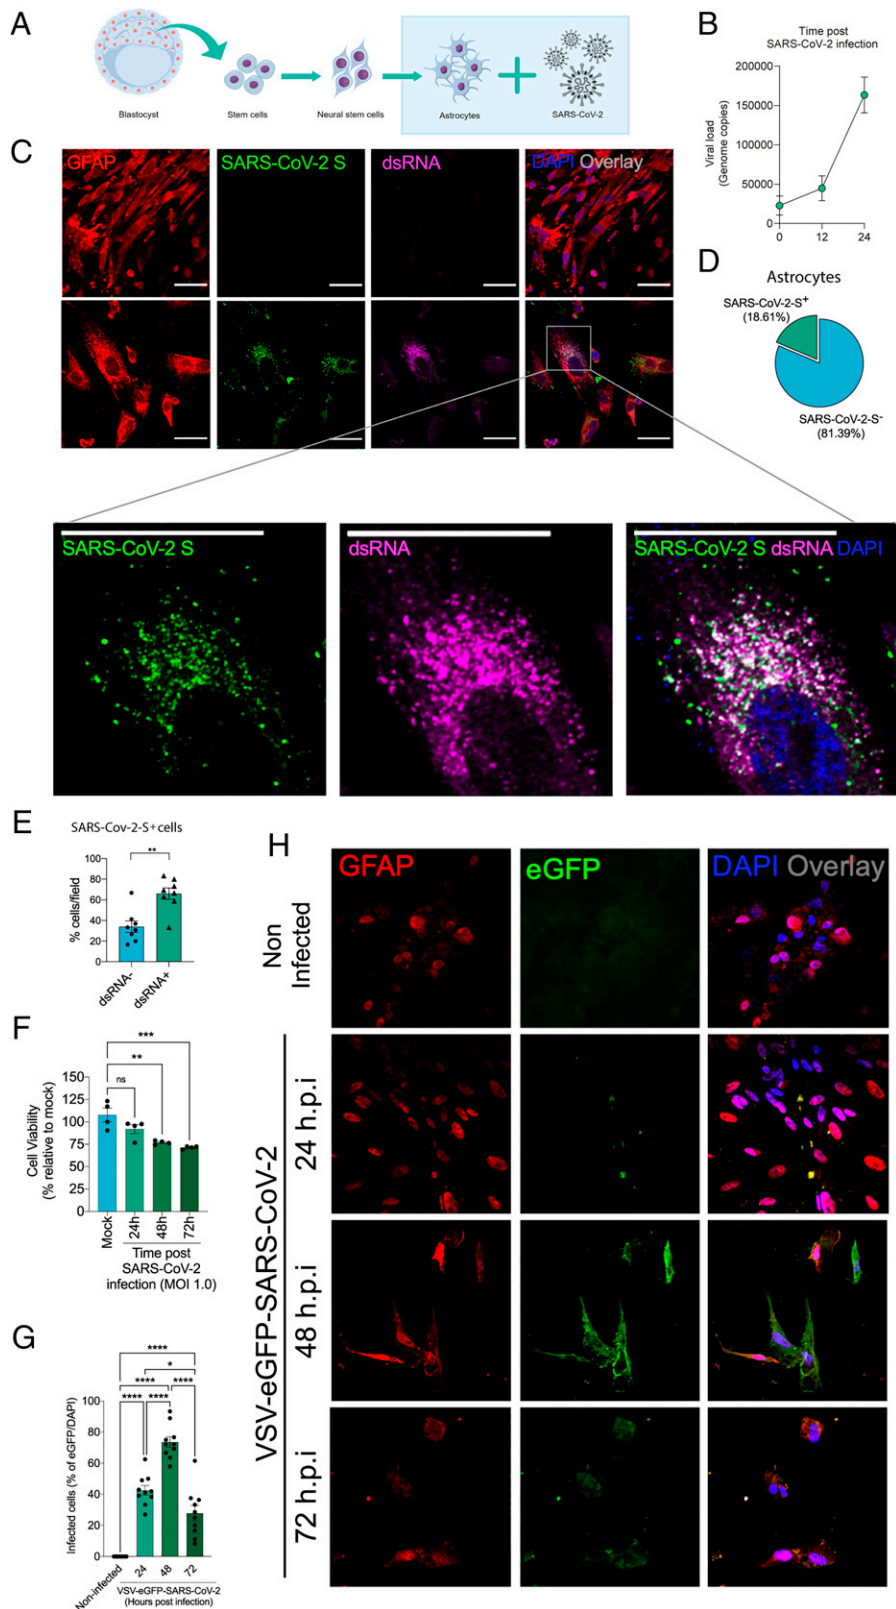 A
Blastocyst
Stem cells
Neural stem cells
Astrocytes
SARS-CoV-2
B
Time post
SARS-CoV-2 infection
Viral load
(Genome copies)
200000
150000
100000
50000
0
0 12 24
C
GFAP
SARS-CoV-2 S
dsRNA
DAPI Overlay
D
Astrocytes
SARS-CoV-2-S+
(18.61%)
SARS-CoV-2-S-
(81.39%)
SARS-CoV-2 S
dsRNA
SARS-CoV-2 S dsRNA DAPI
E
SARS-Cov-2-S+cells
**
% cells/field
100
80
60
40
20
0
dsRNA-
dsRNA+
F
***
**
ns
Cell Viability
(% relative to mock)
150
125
100
75
50
25
0
Mock
24h
48h
72h
Time post
SARS-CoV-2
infection (MOI 1.0)
G
****
*
**** ****
**** ****
Infected cells (% of eGFP/DAPI)
100
80
60
40
20
0
Non-infected
24
48
72
VSV-eGFP-SARS-CoV-2
(Hours post infection)
H
GFAP
eGFP
DAPI Overlay
Non
Infected
VSV-eGFP-SARS-CoV-2
24 h.p.i
48 h.p.i
72 h.p.i